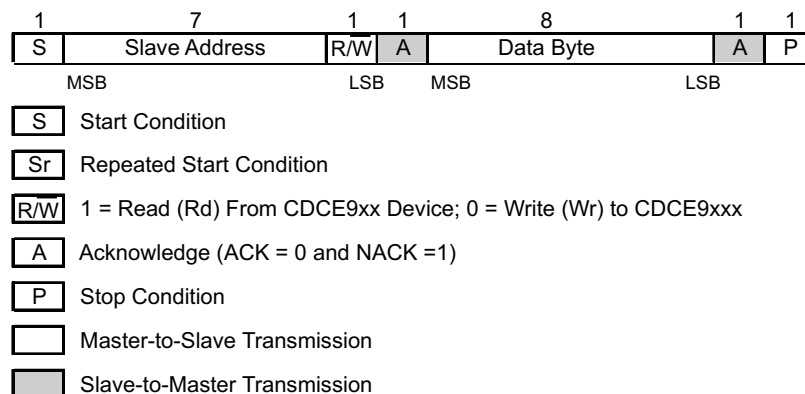 1 7 1 1 8 1 1
S Slave Address R/W A Data Byte A P
MSB LSB MSB LSB
S Start Condition
Sr Repeated Start Condition
R/W 1 = Read (Rd) From CDCE9xx Device; 0 = Write (Wr) to CDCE9xxx
A Acknowledge (ACK = 0 and NACK =1)
P Stop Condition
Master-to-Slave Transmission
Slave-to-Master Transmission